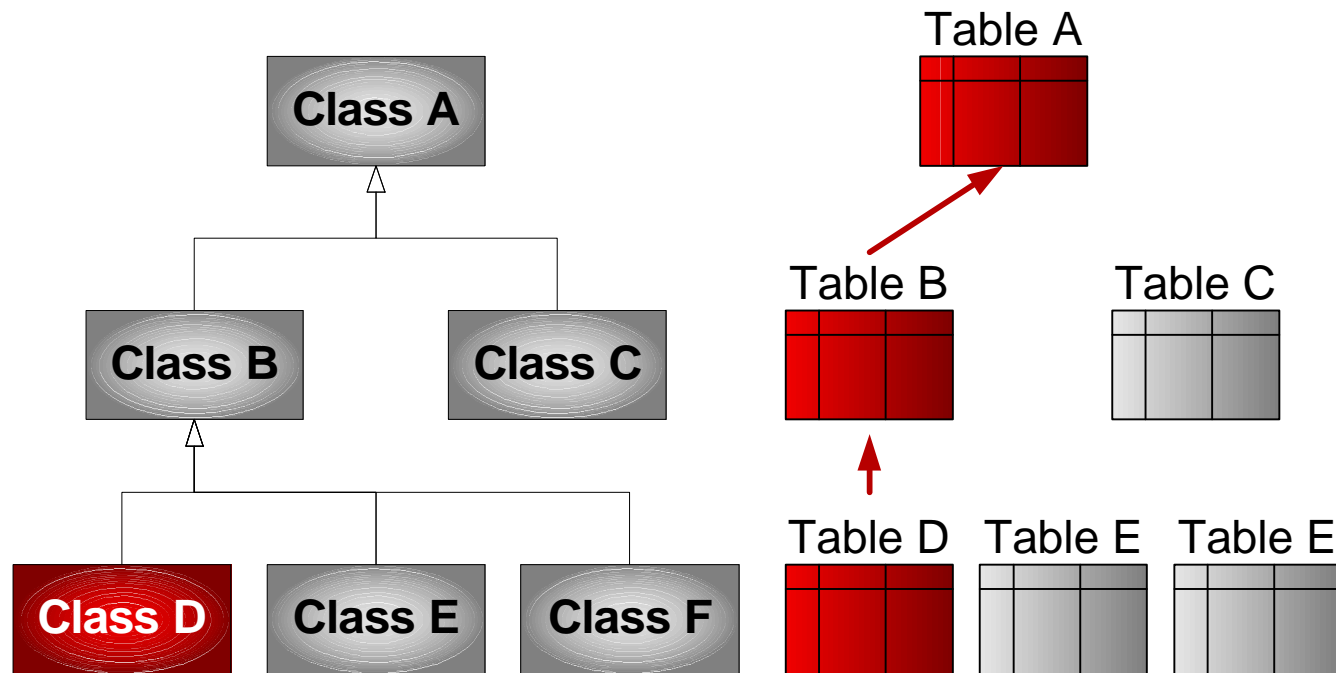 Table A
Class A
Table B
Table C
Class B
Class C
Table D
Table E
Table E
Class D
Class E
Class F